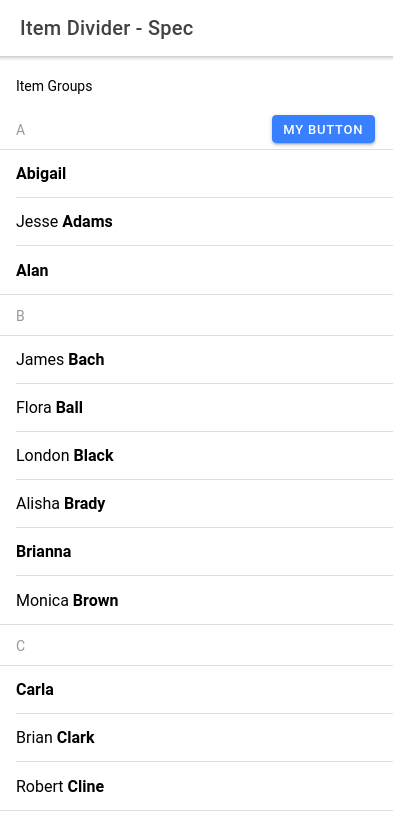 Item Divider - Spec
Item Groups
A MY BUTTON
Abigail
Jesse Adams
Alan
B
James Bach
Flora Ball
London Black
Alisha Brady
Brianna
Monica Brown
C
Carla
Brian Clark
Robert Cline